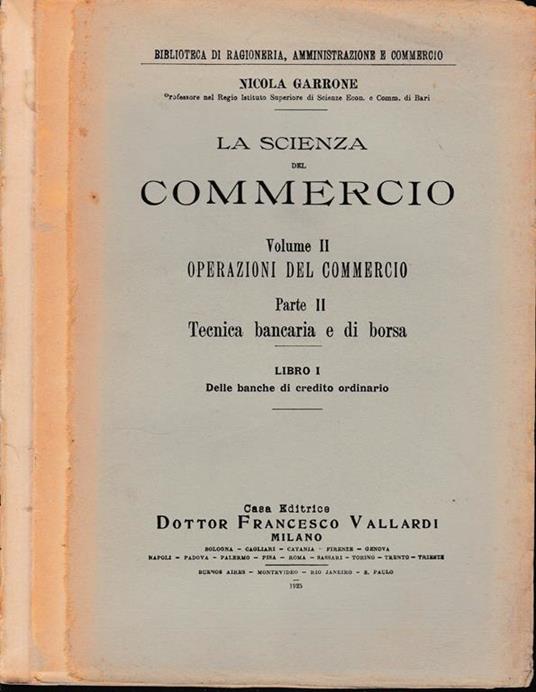 BIBLIOTECA DI RAGIONERIA, AMMINISTRAZIONE E COMMERCIO
NICOLA GARRONE
Professore nel Regio Istituto Superiore di Scienze Econ. e Comm. di Bari
LA SCIENZA
DEL
COMMERCIO
Volume II
OPERAZIONI DEL COMMERCIO
Parte II
Tecnica bancaria e di borsa
LIBRO I
Delle banche di credito ordinario
Casa Editrice
DOTTOR FRANCESCO VALLARDI
MILANO
BOLOGNA - CAGLIARI - CATANIA - FIRENZE - GENOVA
NAPOLI - PADOVA - PALERMO - PISA - ROMA - SASSARI - TORINO - TRENTO - TRIESTE
BUENOS AIRES - MONTEVIDEO - RIO JANEIRO - S. PAULO
1925